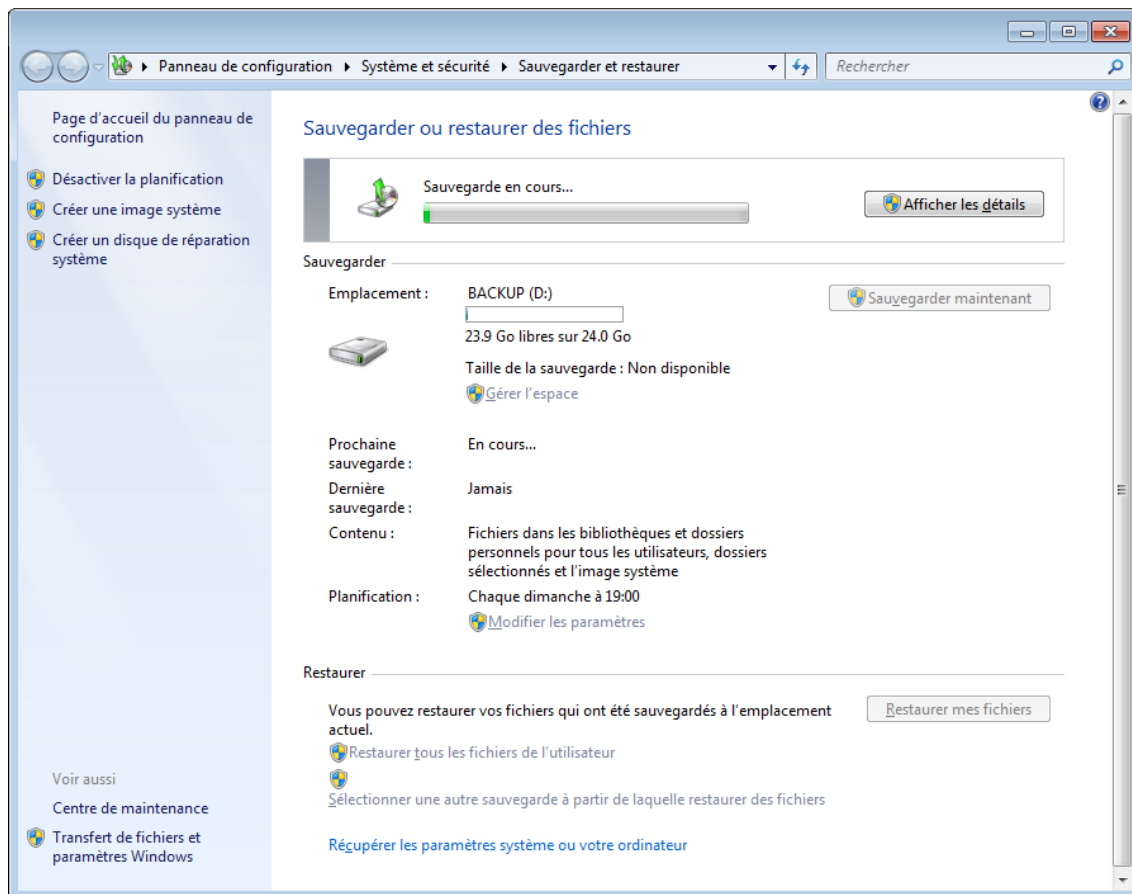 Panneau de configuration Système et sécurité Sauvegarder et restaurer Rechercher
Page d'accueil du panneau de
configuration
Désactiver la planification
Créer une image système
Créer un disque de réparation
système
Voir aussi
Centre de maintenance
Transfert de fichiers et
paramètres Windows
Sauvegarder ou restaurer des fichiers
Sauvegarde en cours...
Afficher les détails
Sauvegarder
Emplacement : BACKUP (D:)
Sauvegarder maintenant
23.9 Go libres sur 24.0 Go
Taille de la sauvegarde : Non disponible
Gérer l'espace
Prochaine
sauvegarde : En cours...
Dernière
sauvegarde : Jamais
Contenu : Fichiers dans les bibliothèques et dossiers
personnels pour tous les utilisateurs, dossiers
sélectionnés et l'image système
Planification : Chaque dimanche à 19:00
Modifier les paramètres
Restaurer
Vous pouvez restaurer vos fichiers qui ont été sauvegardés à l'emplacement
actuel.
Restaurer mes fichiers
Restaurer tous les fichiers de l'utilisateur
Sélectionner une autre sauvegarde à partir de laquelle restaurer des fichiers
Récupérer les paramètres système ou votre ordinateur